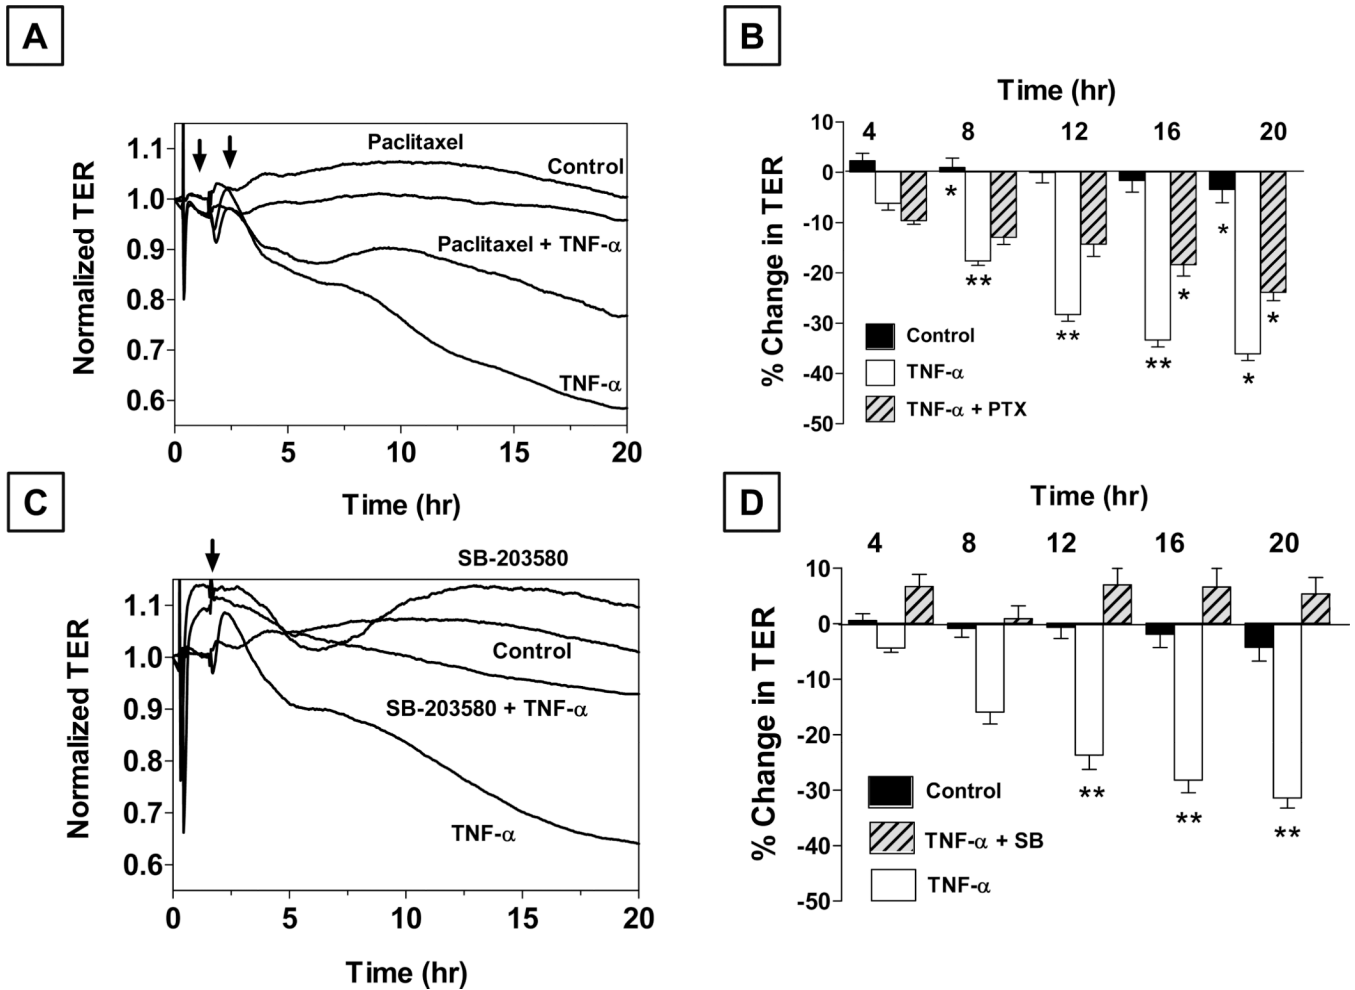 A
Normalized TER
1.1
1.0
0.9
0.8
0.7
0.6
Paclitaxel
Control
Paclitaxel + TNF-α
TNF-α
0 5 10 15 20
Time (hr)
B
Time (hr)
4 8 12 16 20
% Change in TER
10
0
-10
-20
-30
-40
-50
*
**
**
**
*
*
*
*
Control
TNF-α
TNF-α + PTX
C
Normalized TER
1.1
1.0
0.9
0.8
0.7
0.6
SB-203580
Control
SB-203580 + TNF-α
TNF-α
0 5 10 15 20
Time (hr)
D
Time (hr)
4 8 12 16 20
% Change in TER
10
0
-10
-20
-30
-40
-50
**
**
**
Control
TNF-α + SB
TNF-α